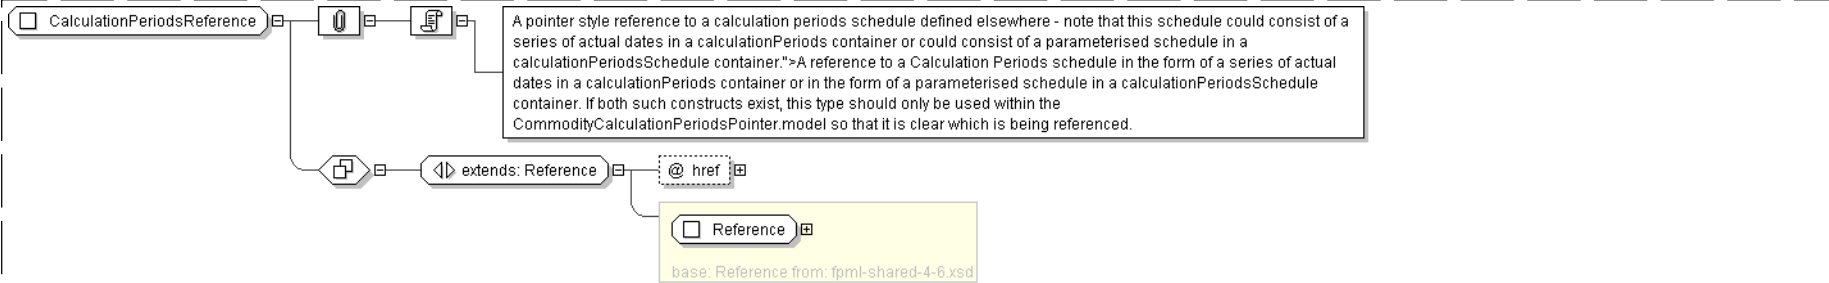 CalculationPeriodsReference
A pointer style reference to a calculation periods schedule defined elsewhere - note that this schedule could consist of a
series of actual dates in a calculationPeriods container or could consist of a parameterised schedule in a
calculationPeriodsSchedule container.">A reference to a Calculation Periods schedule in the form of a series of actual
dates in a calculationPeriods container or in the form of a parameterised schedule in a calculationPeriodsSchedule
container. If both such constructs exist, this type should only be used within the
CommodityCalculationPeriodsPointer.model so that it is clear which is being referenced.
extends: Reference
@ href
Reference
base: Reference from: fpml-shared-4-6.xsd